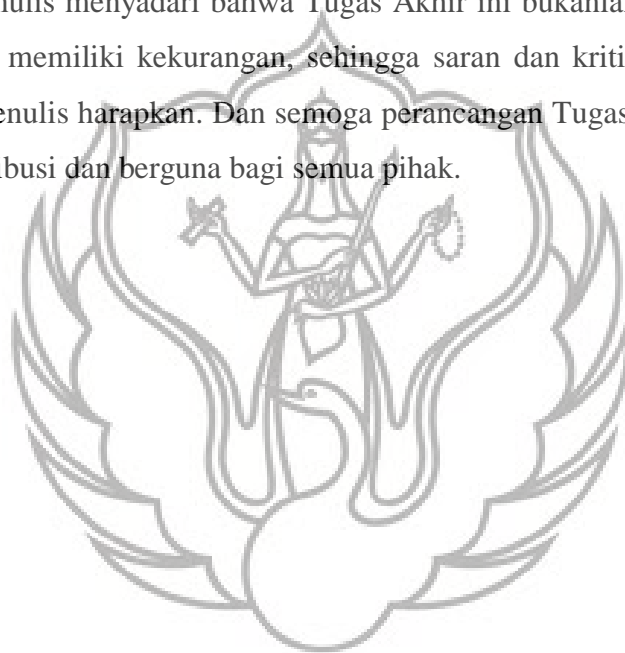 nulis menyadari bahwa Tugas Akhir ini bukanlah
memiliki kekurangan, sehingga saran dan kriti
enulis harapkan. Dan semoga perancangan Tugas
ibusi dan berguna bagi semua pihak.